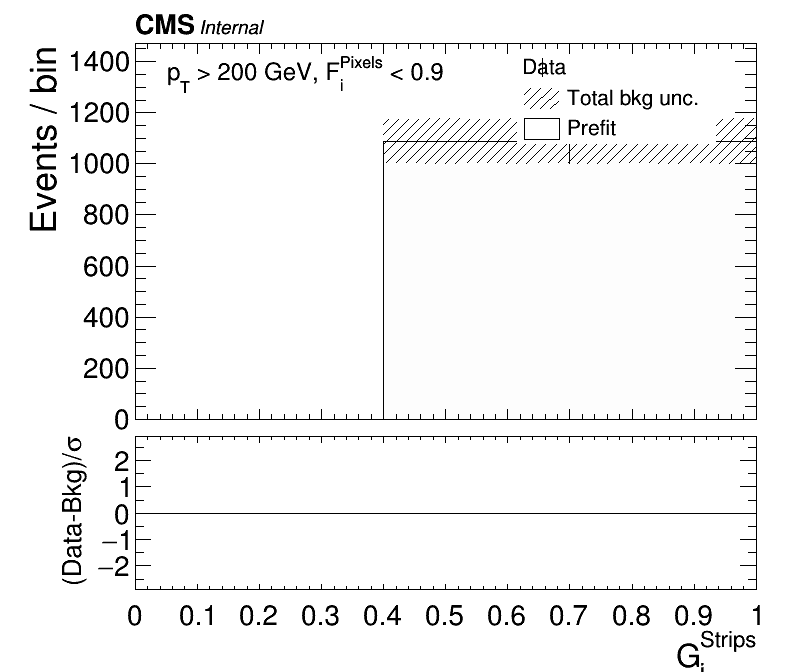 CMS Internal
Events / bin
1400
1200
1000
800
600
400
200
0
p_T > 200 GeV, F_i^Pixels < 0.9
Data
Total bkg unc.
Prefit
(Data-Bkg)/σ
2
1
0
−1
−2
0 0.1 0.2 0.3 0.4 0.5 0.6 0.7 0.8 0.9 1
G_i^Strips